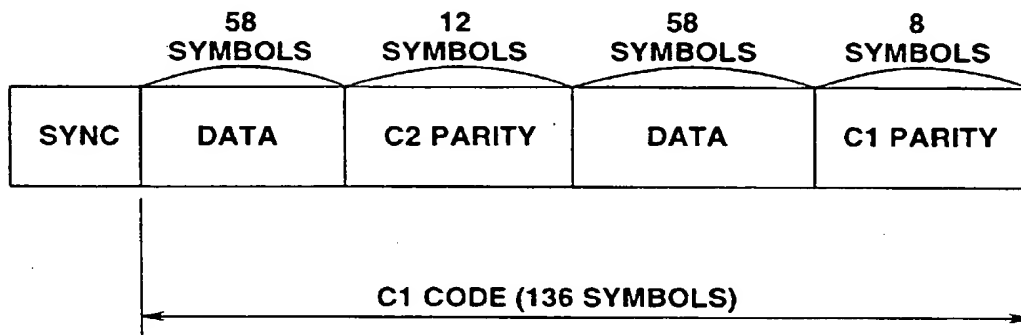 58
SYMBOLS
12
SYMBOLS
58
SYMBOLS
8
SYMBOLS
SYNC
DATA
C2 PARITY
DATA
C1 PARITY
C1 CODE (136 SYMBOLS)